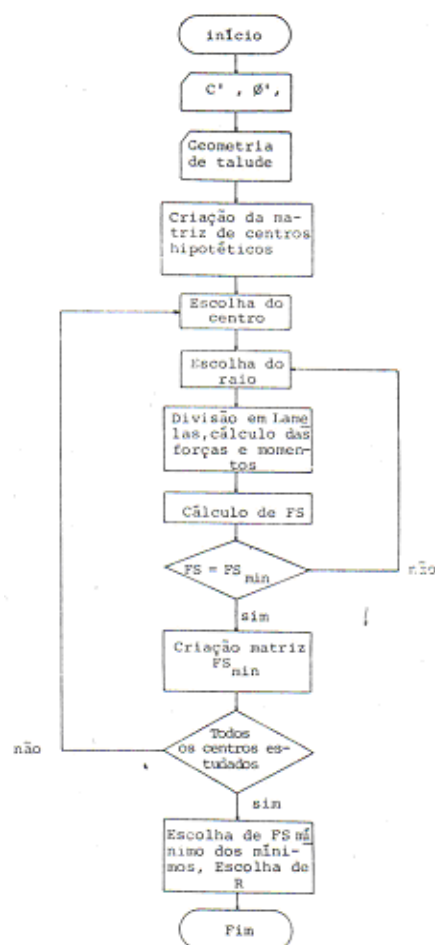 início
C' , Ø',
Geometria
de talude
Criação da ma-
triz de centros
hipotéticos
Escolha do
centro
Escolha do
raio
Divisão em Lame
las,cálculo das
forças e momen-
tos
Cálculo de FS
FS = FS min
não
sim
Criação matriz
FS min
Todos
os centros es-
tudados
não
sim
Escolha de FS mí
nimo dos míni-
mos, Escolha de
R
Fim